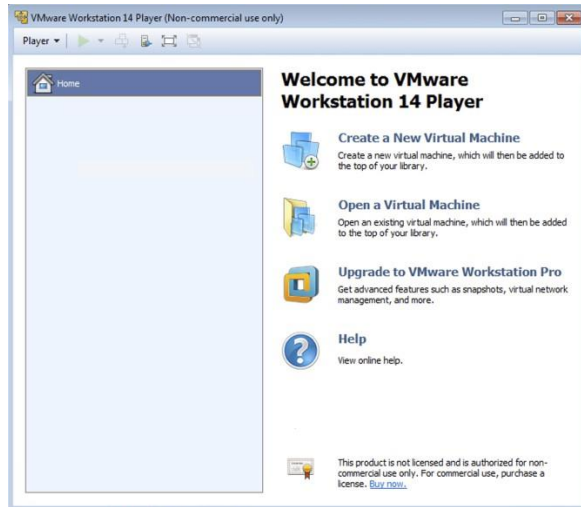 VMware Workstation 14 Player (Non-commercial use only)
Player
Home
Welcome to VMware
Workstation 14 Player
Create a New Virtual Machine
Create a new virtual machine, which will then be added to
the top of your library.
Open a Virtual Machine
Open an existing virtual machine, which will then be added
to the top of your library.
Upgrade to VMware Workstation Pro
Get advanced features such as snapshots, virtual network
management, and more.
Help
View online help.
This product is not licensed and is authorized for non-
commercial use only. For commercial use, purchase a
license. Buy now.